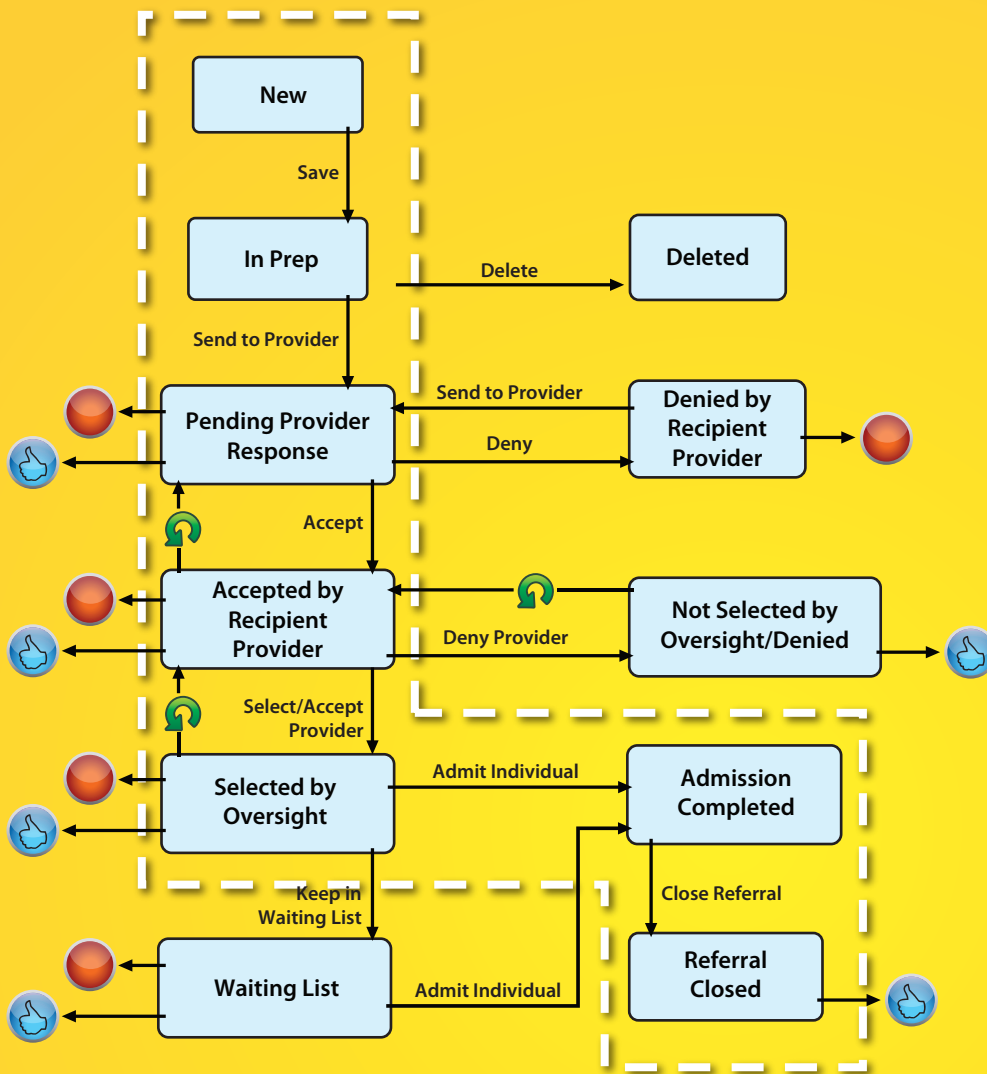 New
Save
In Prep
Delete
Deleted
Send to Provider
Pending Provider
Response
Send to Provider
Deny
Denied by
Recipient
Provider
Accept
Accepted by
Recipient
Provider
Deny Provider
Not Selected by
Oversight/Denied
Select/Accept
Provider
Selected by
Oversight
Admit Individual
Admission
Completed
Keep in
Waiting List
Close Referral
Waiting List
Admit Individual
Referral
Closed